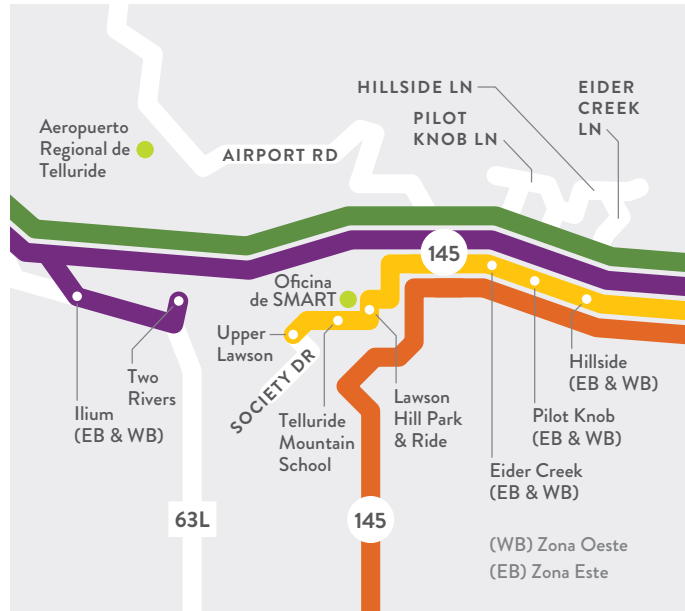 HILLSIDE LN
EIDER
CREEK
LN
PILOT
KNOB LN
Aeropuerto
Regional de
Telluride
AIRPORT RD
145
Oficina
de SMART
Upper
Lawson
SOCIETY DR
Two
Rivers
Ilium
(EB & WB)
Telluride
Mountain
School
Lawson
Hill Park
& Ride
Hillside
(EB & WB)
Pilot Knob
(EB & WB)
Eider Creek
(EB & WB)
63L
145
(WB) Zona Oeste
(EB) Zona Este